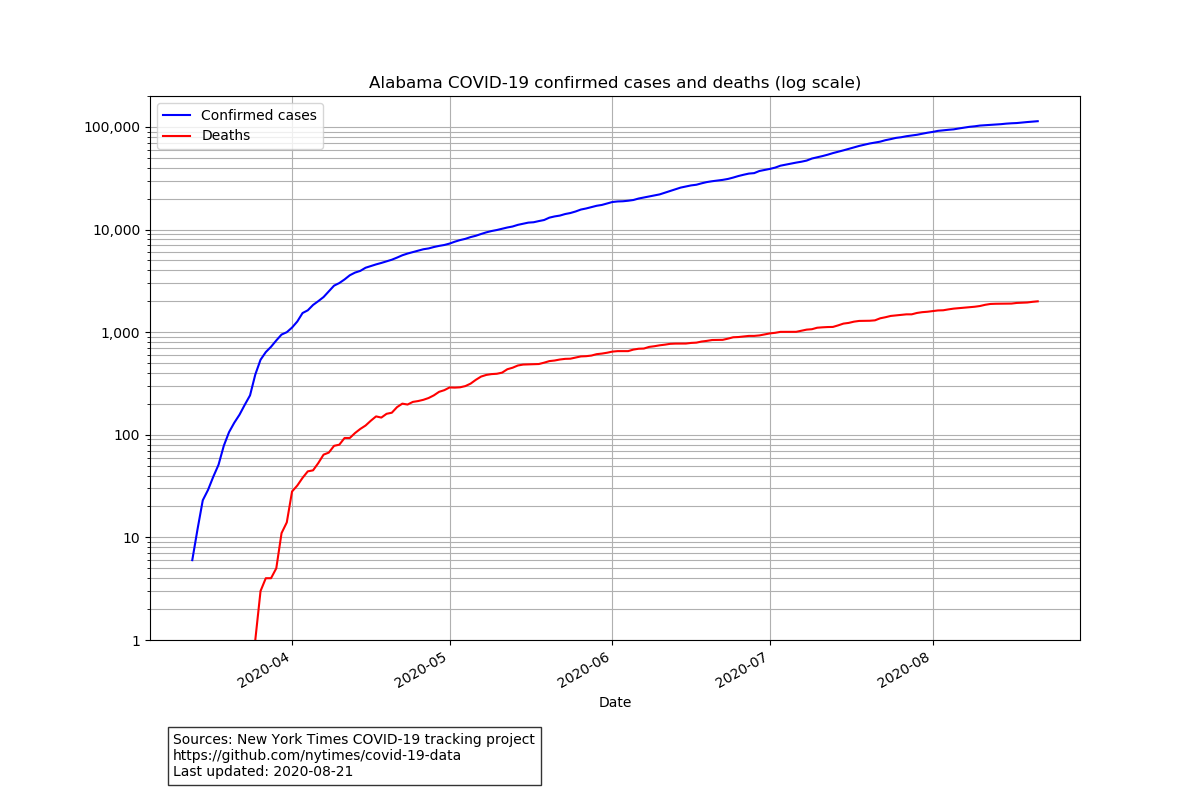 Alabama COVID-19 confirmed cases and deaths (log scale)
Confirmed cases
Deaths
100,000
10,000
1,000
100
10
1
2020-04
2020-05
2020-06
2020-07
2020-08
Date
Sources: New York Times COVID-19 tracking project
https://github.com/nytimes/covid-19-data
Last updated: 2020-08-21